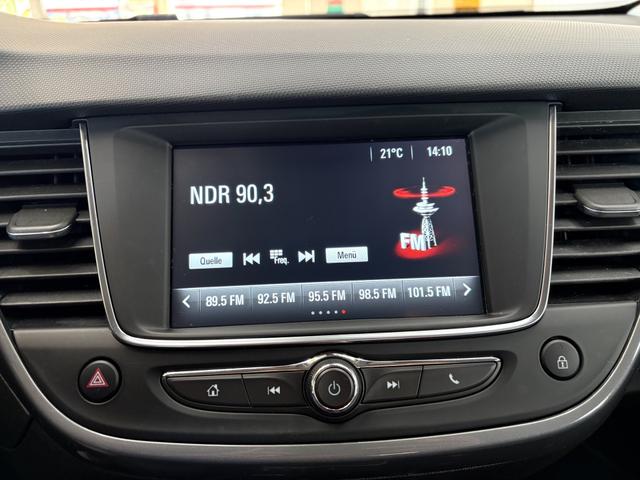 21°C 14:10
NDR 90,3
FM
Quelle Freq. Menü
89.5 FM 92.5 FM 95.5 FM 98.5 FM 101.5 FM